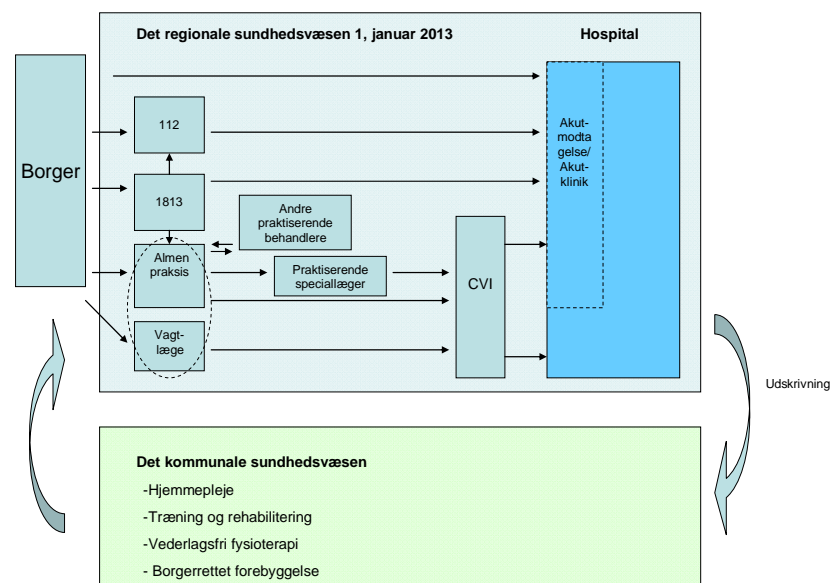 Det regionale sundhedsvæsen 1, januar 2013
Hospital
Borger
112
1813
Almen
praksis
Vagt-
læge
Andre
praktiserende
behandlere
Praktiserende
speciallæger
CVI
Akut-
modta
gelse/
Akut-
klinik
Udskrivning
Det kommunale sundhedsvæsen
-Hjemmepleje
-Træning og rehabilitering
-Vederlagsfri fysioterapi
- Borgerrettet forebyggelse